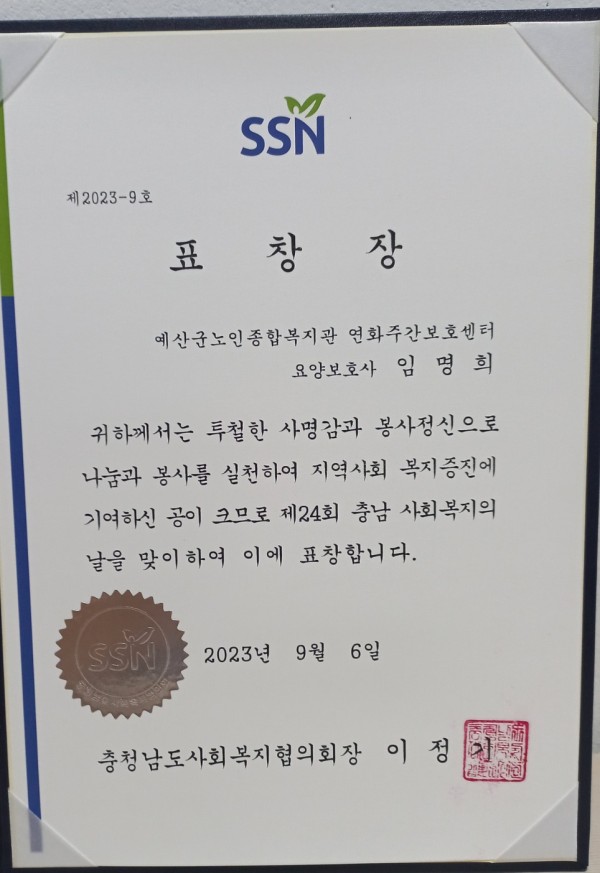 SSN
제2023-9호
표 창 장
예산군노인종합복지관 연화주간보호센터
요양보호사 임 명 희
귀하께서는 투철한 사명감과 봉사정신으로
나눔과 봉사를 실천하여 지역사회 복지증진에
기여하신 공이 크므로 제24회 충남 사회복지의
날을 맞이하여 이에 표창합니다.
SSN
2023년 9월 6일
충청남도사회복지협의회장 이 정